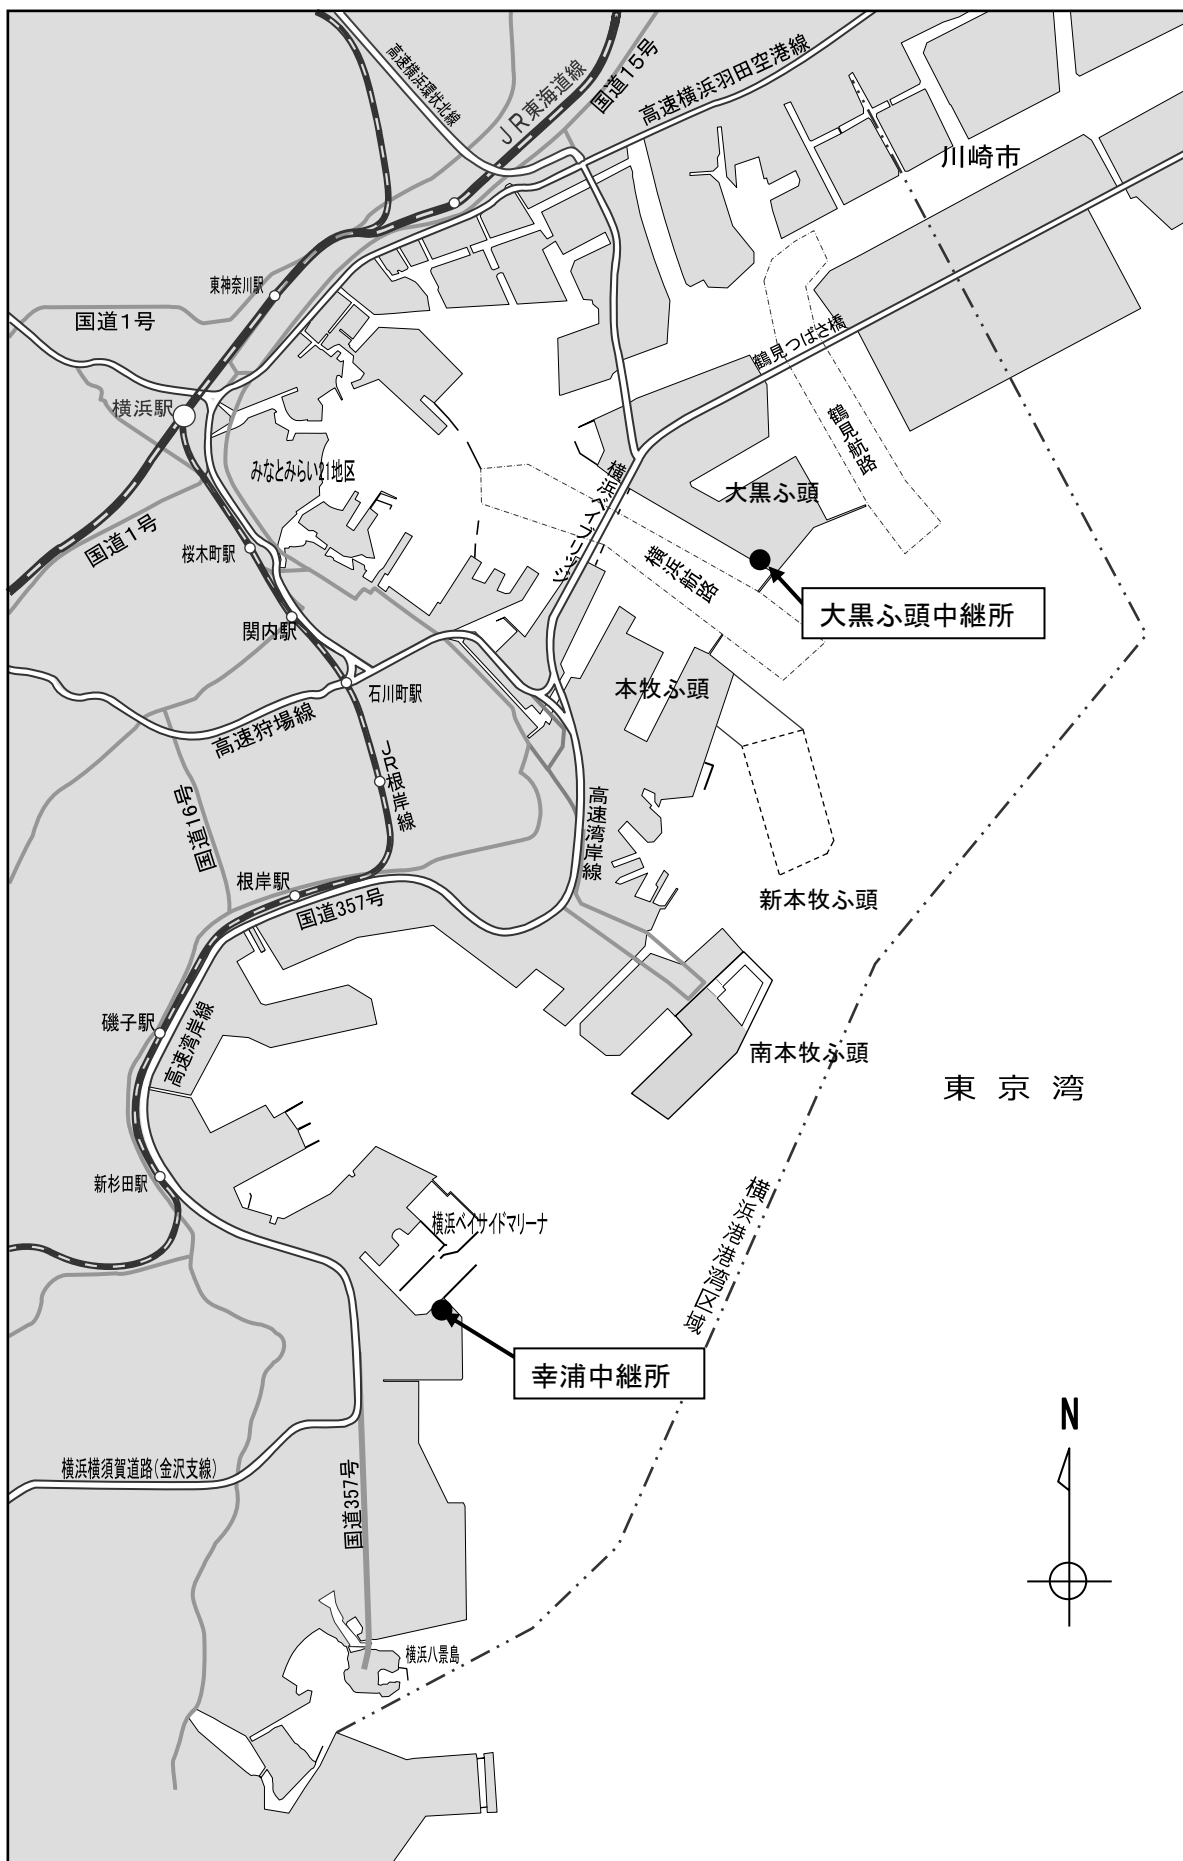 高速横浜環状北線
JR東海道線
国道15号
高速横浜羽田空港線
川崎市
東神奈川駅
国道1号
鶴見つばさ橋
横浜駅
鶴見航路
みなとみらい21地区
横浜ベイブリッジ
大黒ふ頭
国道1号
桜木町駅
横浜航路
大黒ふ頭中継所
関内駅
石川町駅
本牧ふ頭
高速狩場線
JR根岸線
国道16号
高速湾岸線
根岸駅
国道357号
新本牧ふ頭
磯子駅
高速湾岸線
南本牧ふ頭
東京湾
新杉田駅
横浜ベイサイドマリーナ
横浜港港湾区域
幸浦中継所
N
横浜横須賀道路(金沢支線)
国道357号
横浜八景島